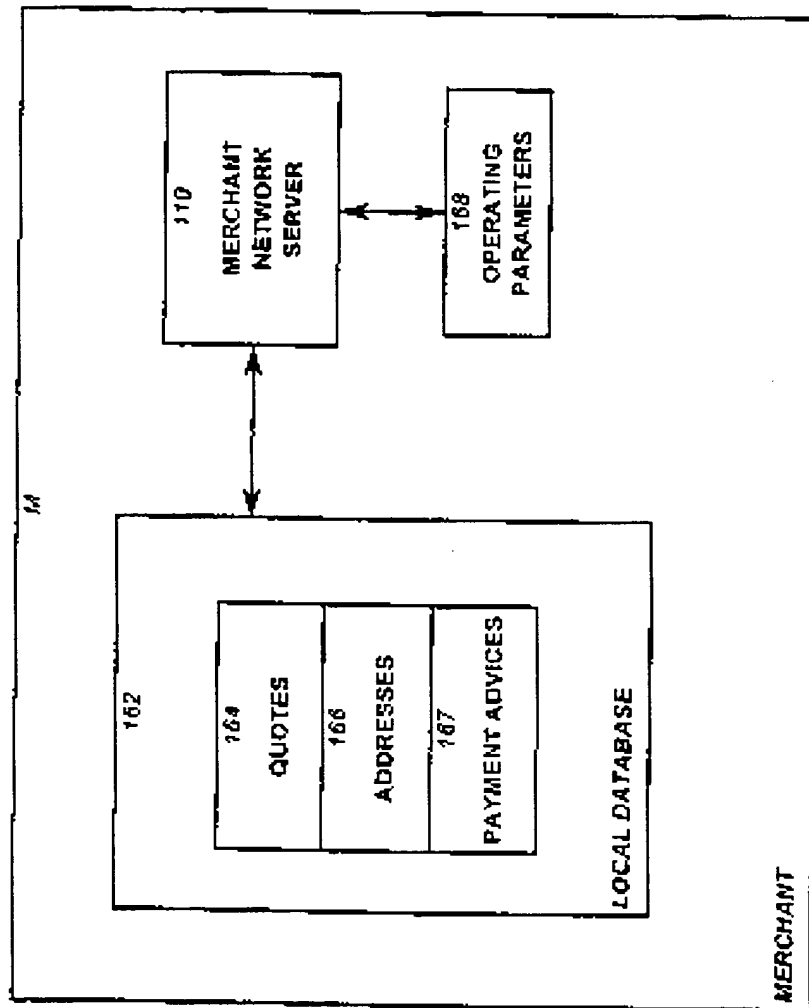 M
162
164
QUOTES
166
ADDRESSES
167
PAYMENT ADVICES
LOCAL DATABASE
110
MERCHANT
NETWORK
SERVER
168
OPERATING
PARAMETERS
MERCHANT